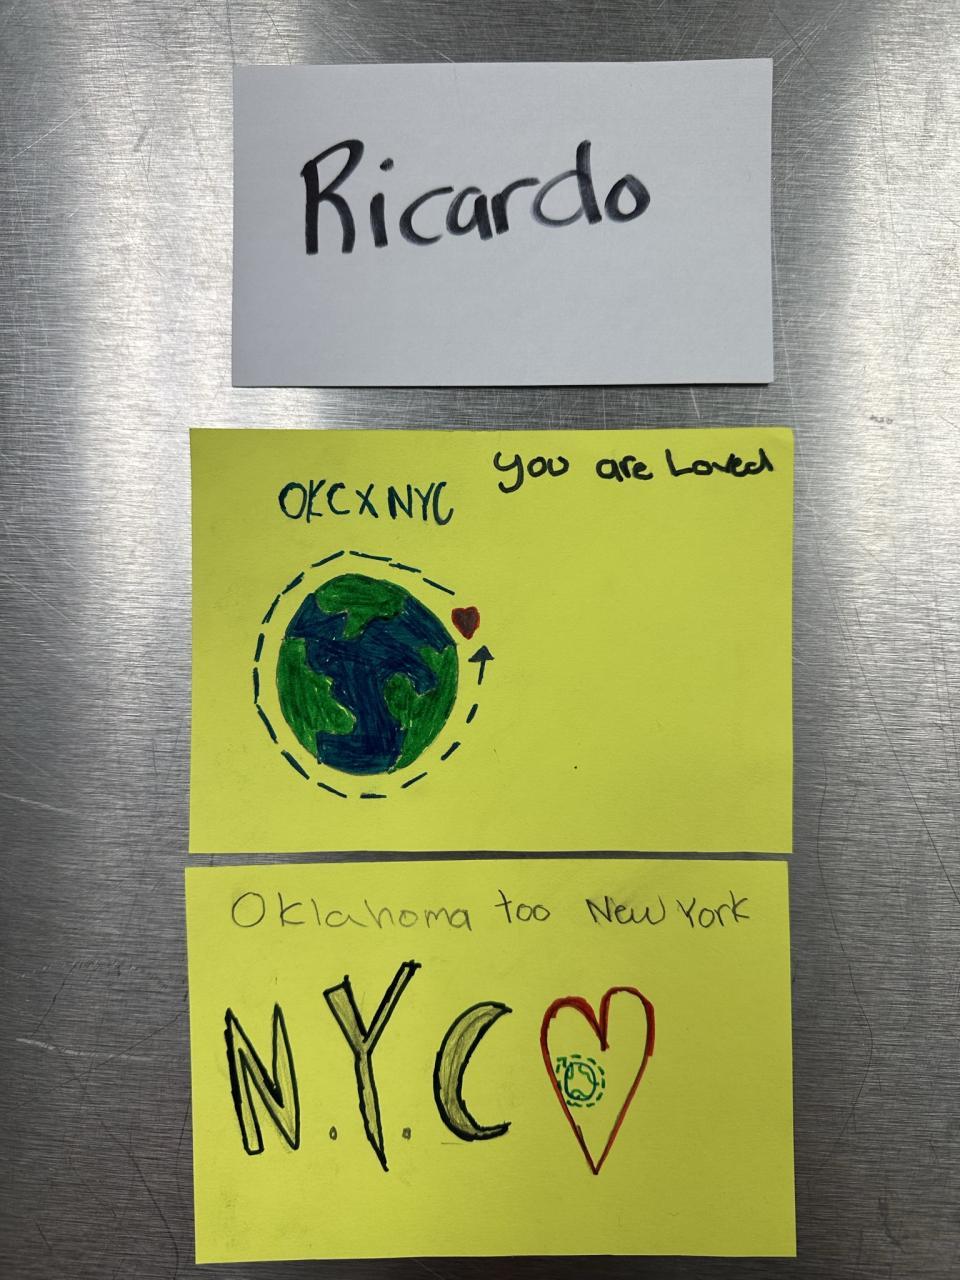 Ricardo
you are Loved
OKC X NYC
Oklahoma too New York
N.Y.C